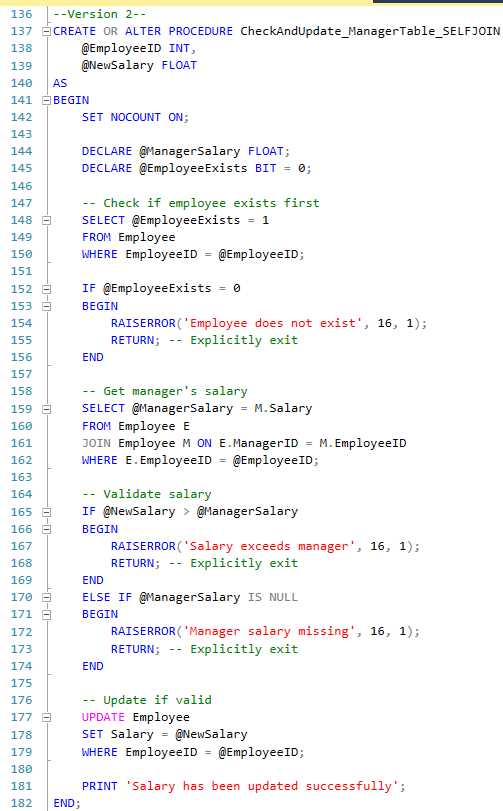 136 --Version 2--
137 CREATE OR ALTER PROCEDURE CheckAndUpdate_ManagerTable_SELFJOIN
138     @EmployeeID INT,
139     @NewSalary FLOAT
140 AS
141 BEGIN
142     SET NOCOUNT ON;
143
144     DECLARE @ManagerSalary FLOAT;
145     DECLARE @EmployeeExists BIT = 0;
146
147     -- Check if employee exists first
148     SELECT @EmployeeExists = 1
149     FROM Employee
150     WHERE EmployeeID = @EmployeeID;
151
152     IF @EmployeeExists = 0
153     BEGIN
154         RAISERROR('Employee does not exist', 16, 1);
155         RETURN; -- Explicitly exit
156     END
157
158     -- Get manager's salary
159     SELECT @ManagerSalary = M.Salary
160     FROM Employee E
161     JOIN Employee M ON E.ManagerID = M.EmployeeID
162     WHERE E.EmployeeID = @EmployeeID;
163
164     -- Validate salary
165     IF @NewSalary > @ManagerSalary
166     BEGIN
167         RAISERROR('Salary exceeds manager', 16, 1);
168         RETURN; -- Explicitly exit
169     END
170     ELSE IF @ManagerSalary IS NULL
171     BEGIN
172         RAISERROR('Manager salary missing', 16, 1);
173         RETURN; -- Explicitly exit
174     END
175
176     -- Update if valid
177     UPDATE Employee
178     SET Salary = @NewSalary
179     WHERE EmployeeID = @EmployeeID;
180
181     PRINT 'Salary has been updated successfully';
182 END;